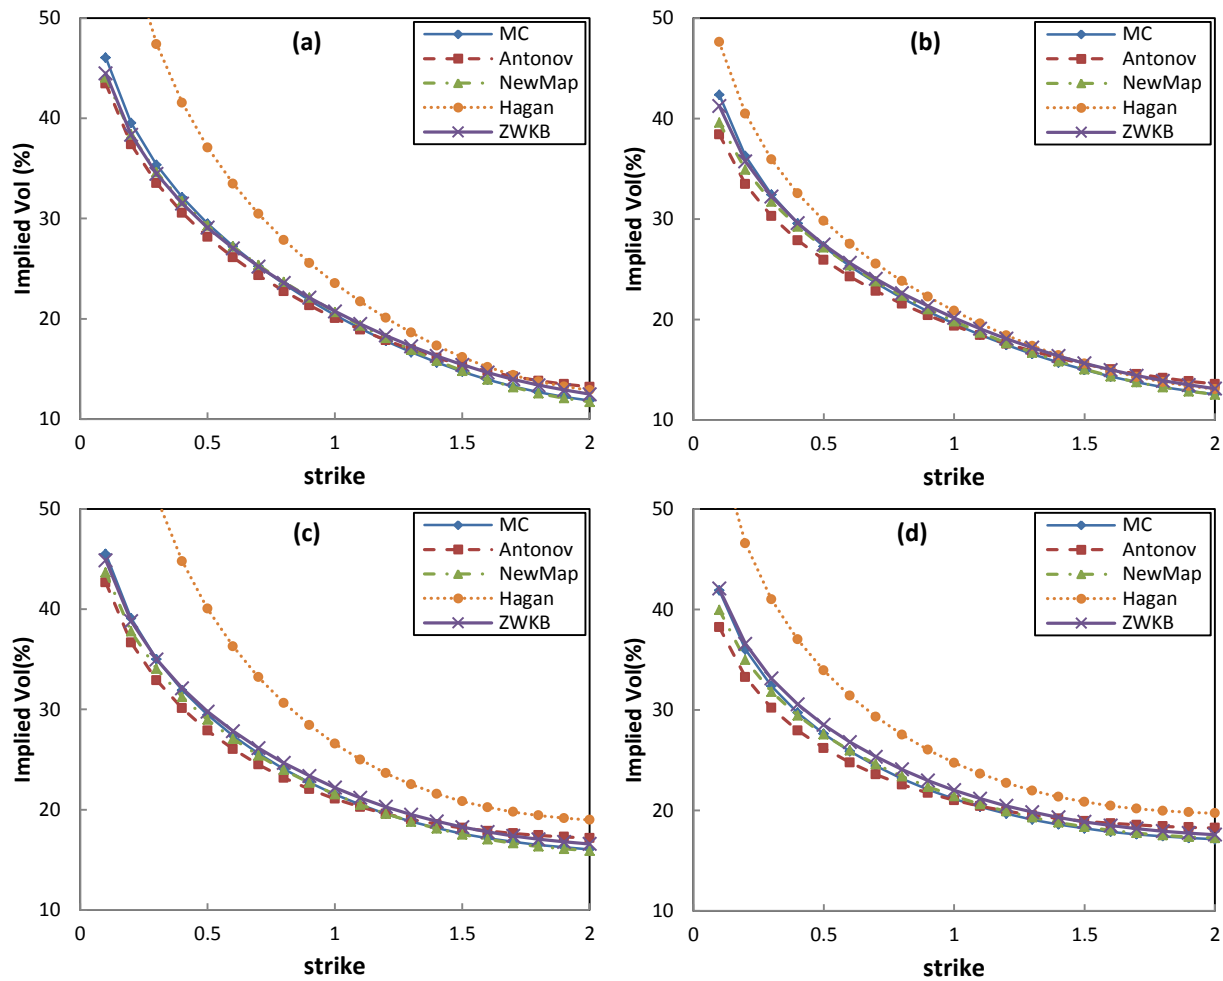 (a)
MC
Antonov
NewMap
Hagan
ZWKB
50
40
30
20
10
Implied Vol (%)
0 0.5 1 1.5 2
strike
(b)
MC
Antonov
NewMap
Hagan
ZWKB
50
40
30
20
10
Implied Vol(%)
0 0.5 1 1.5 2
strike
(c)
MC
Antonov
NewMap
Hagan
ZWKB
50
40
30
20
10
Implied Vol(%)
0 0.5 1 1.5 2
strike
(d)
MC
Antonov
NewMap
Hagan
ZWKB
50
40
30
20
10
Implied Vol(%)
0 0.5 1 1.5 2
strike